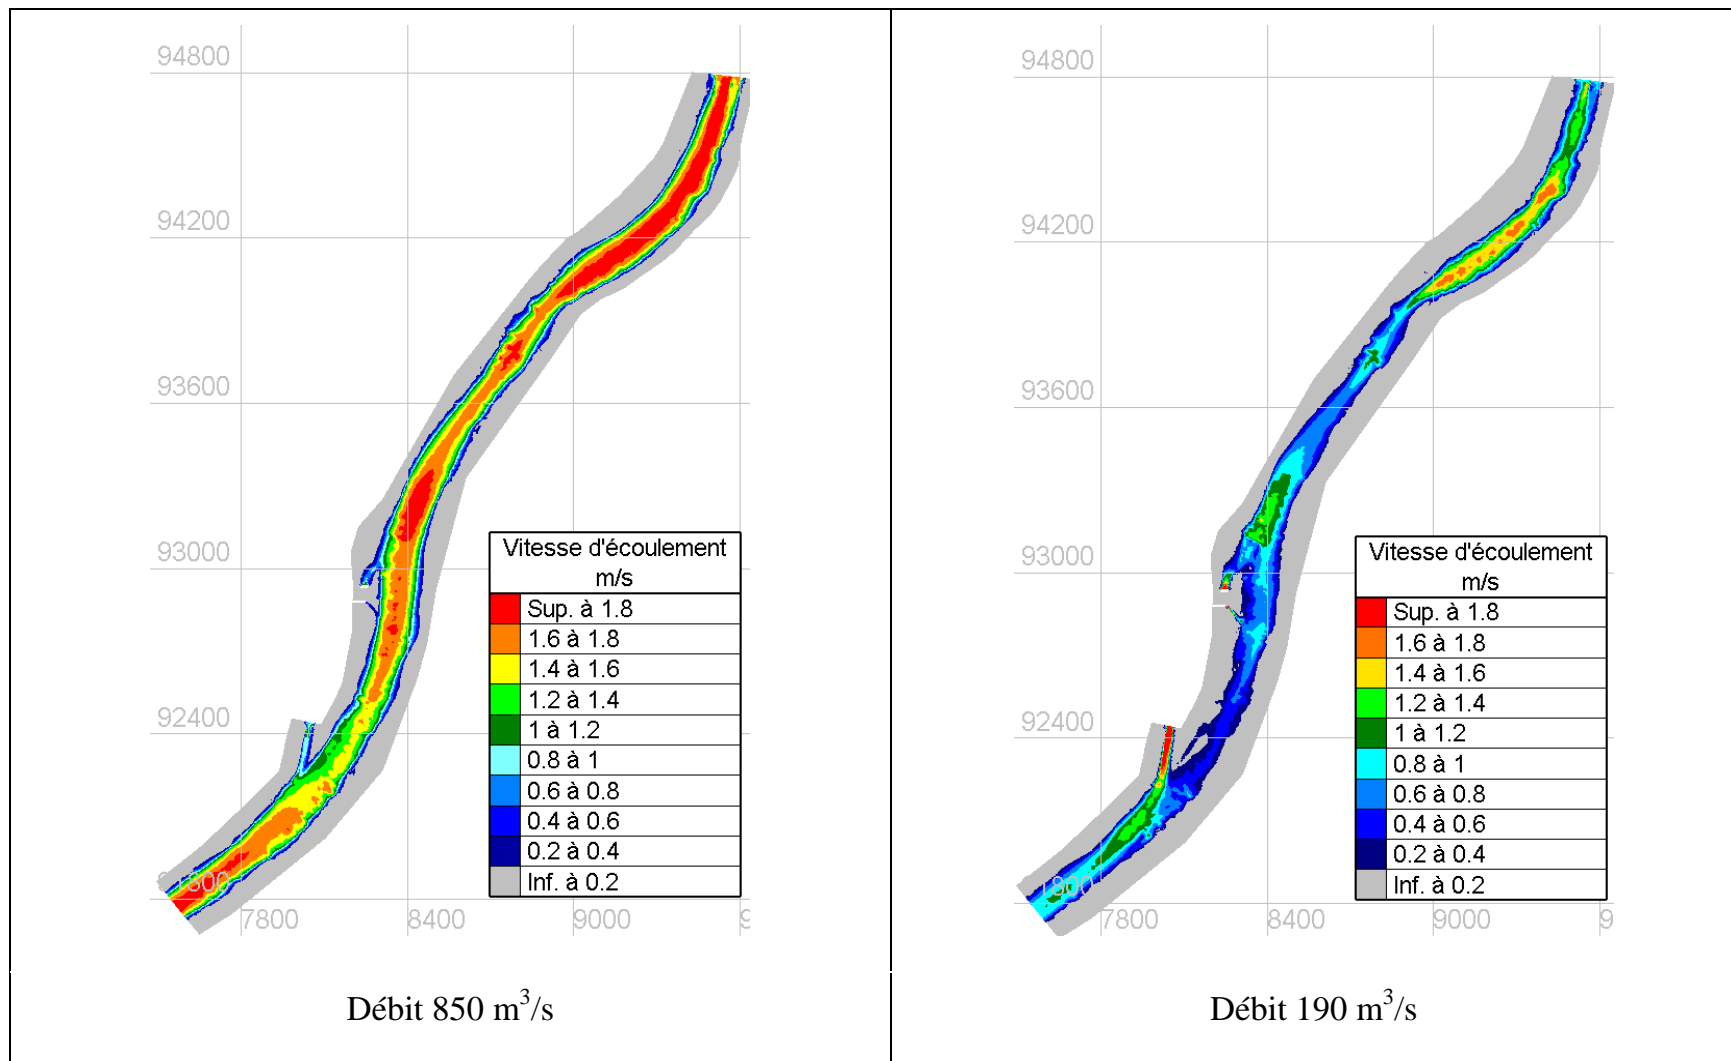 94800
94200
93600
93000
92400
91800
7800
8400
9000
9
Vitesse d'écoulement
m/s
Sup. à 1.8
1.6 à 1.8
1.4 à 1.6
1.2 à 1.4
1 à 1.2
0.8 à 1
0.6 à 0.8
0.4 à 0.6
0.2 à 0.4
Inf. à 0.2
Débit 850 m³/s
94800
94200
93600
93000
92400
1800
7800
8400
9000
9
Vitesse d'écoulement
m/s
Sup. à 1.8
1.6 à 1.8
1.4 à 1.6
1.2 à 1.4
1 à 1.2
0.8 à 1
0.6 à 0.8
0.4 à 0.6
0.2 à 0.4
Inf. à 0.2
Débit 190 m³/s